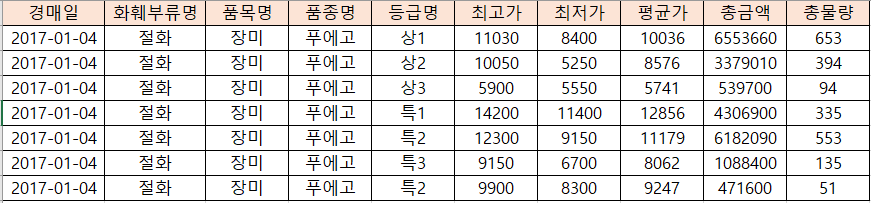 경매일 화훼부류명 품목명 품종명 등급명 최고가 최저가 평균가 총금액 총물량
2017-01-04 절화 장미 푸에고 상1 11030 8400 10036 6553660 653
2017-01-04 절화 장미 푸에고 상2 10050 5250 8576 3379010 394
2017-01-04 절화 장미 푸에고 상3 5900 5550 5741 539700 94
2017-01-04 절화 장미 푸에고 특1 14200 11400 12856 4306900 335
2017-01-04 절화 장미 푸에고 특2 12300 9150 11179 6182090 553
2017-01-04 절화 장미 푸에고 특3 9150 6700 8062 1088400 135
2017-01-04 절화 장미 푸에고 특2 9900 8300 9247 471600 51